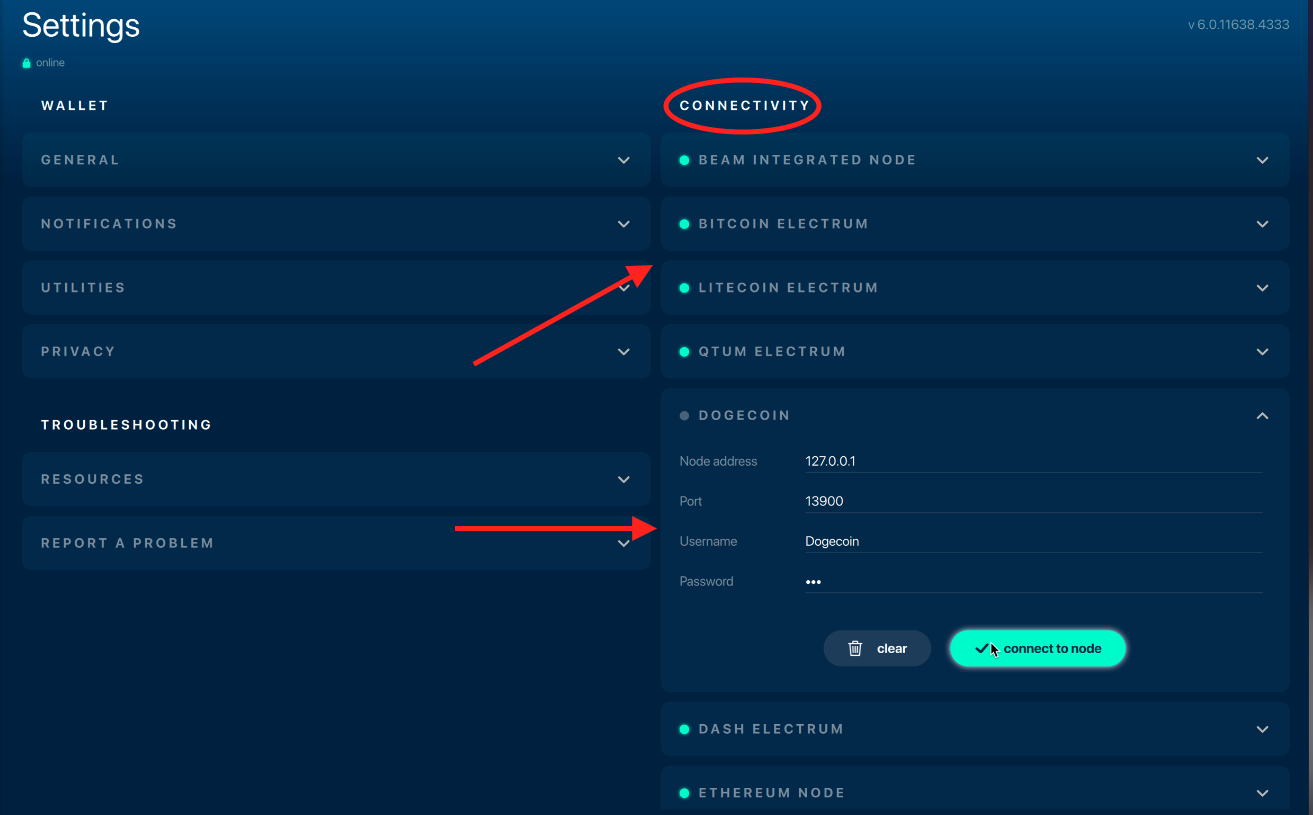 Settings
v 6.0.11638.4333
online
WALLET
GENERAL
NOTIFICATIONS
UTILITIES
PRIVACY
TROUBLESHOOTING
RESOURCES
REPORT A PROBLEM
CONNECTIVITY
BEAM INTEGRATED NODE
BITCOIN ELECTRUM
LITECOIN ELECTRUM
QTUM ELECTRUM
DOGECOIN
Node address 127.0.0.1
Port 13900
Username Dogecoin
Password •••
clear connect to node
DASH ELECTRUM
ETHEREUM NODE